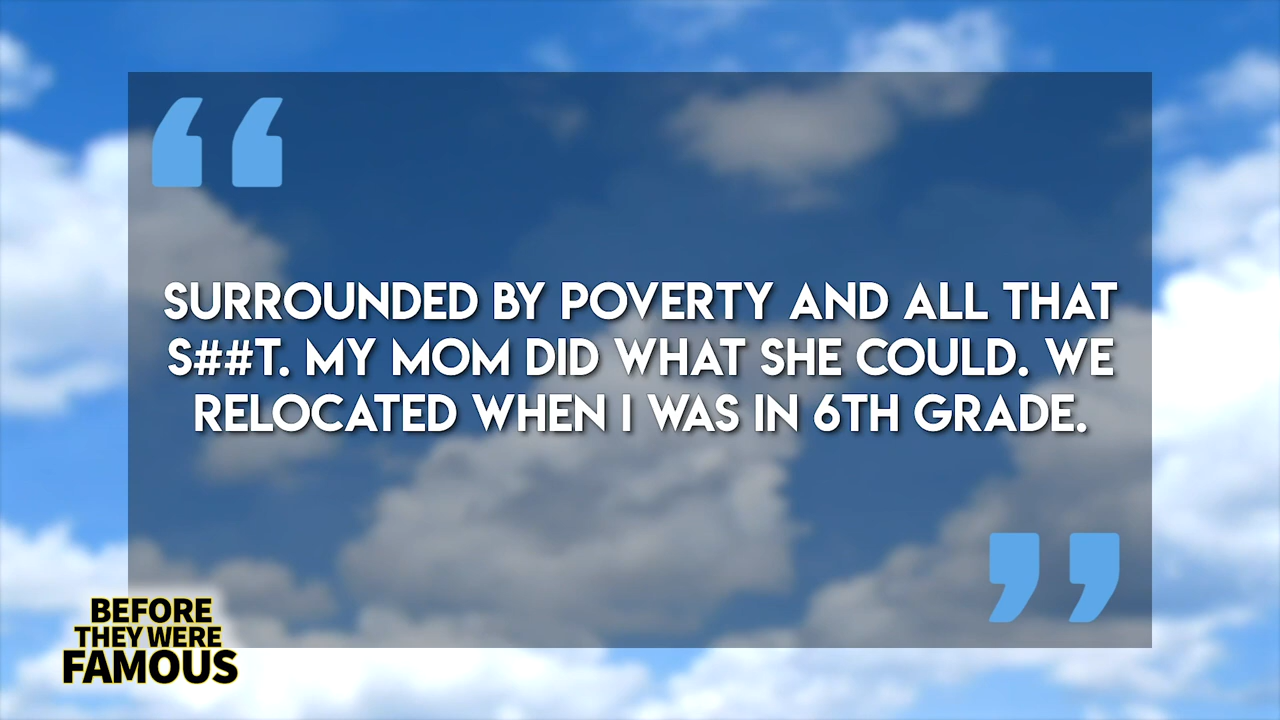 “
SURROUNDED BY POVERTY AND ALL THAT
S##T. MY MOM DID WHAT SHE COULD. WE
RELOCATED WHEN I WAS IN 6TH GRADE.
”
BEFORE
THEY WERE
FAMOUS